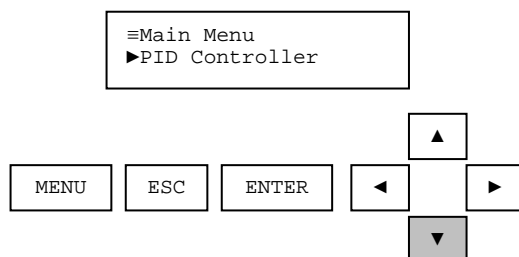 ≡Main Menu
►PID Controller
▲
MENU ESC ENTER ◄ ►
▼